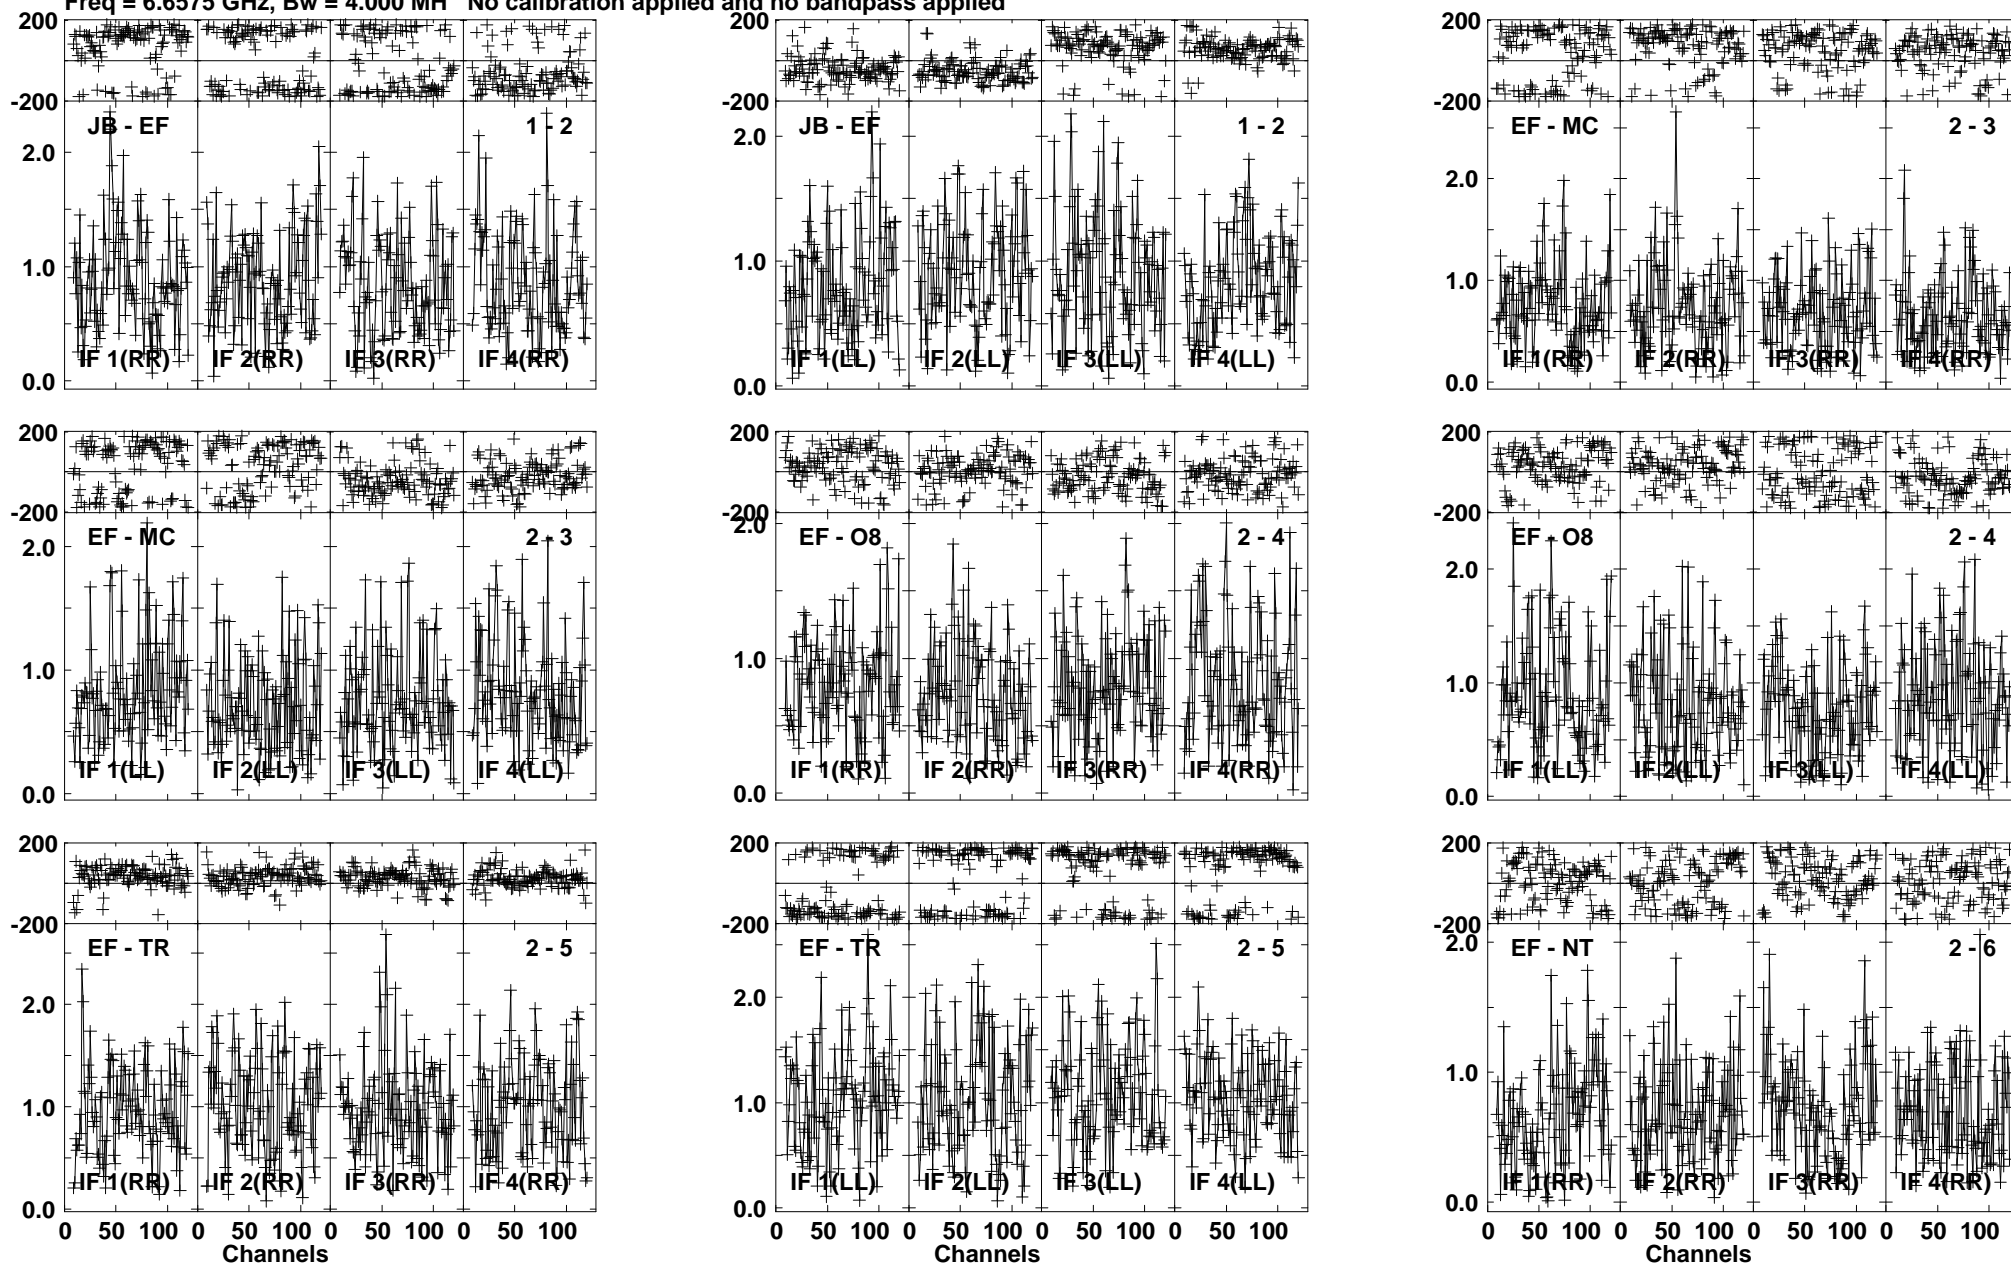 Freq = 6.6575 GHz, Bw = 4.000 MH No calibration applied and no bandpass applied
200 200 200
-200 -200 -200
JB - EF 1 - 2 JB - EF 1 - 2 EF - MC 2 - 3
2.0 2.0 2.0
1.0 1.0 1.0
IF 1(RR) IF 2(RR) IF 3(RR) IF 4(RR) IF 1(LL) IF 2(LL) IF 3(LL) IF 4(LL) IF 1(RR) IF 2(RR) IF 3(RR) IF 4(RR)
0.0 0.0 0.0
200 200 200
-200 -200 -200
EF - MC 2 - 3 EF - O8 2 - 4 EF - O8 2 - 4
2.0 2.0 2.0
1.0 1.0 1.0
IF 1(LL) IF 2(LL) IF 3(LL) IF 4(LL) IF 1(RR) IF 2(RR) IF 3(RR) IF 4(RR) IF 1(LL) IF 2(LL) IF 3(LL) IF 4(LL)
0.0 0.0 0.0
200 200 200
-200 -200 -200
EF - TR 2 - 5 EF - TR 2 - 5 EF - NT 2 - 6
2.0 2.0 2.0
1.0 1.0 1.0
IF 1(RR) IF 2(RR) IF 3(RR) IF 4(RR) IF 1(LL) IF 2(LL) IF 3(LL) IF 4(LL) IF 1(RR) IF 2(RR) IF 3(RR) IF 4(RR)
0.0 0.0 0.0
0 50 100 0 50 100 0 50 100 0 50 100 0 50 100 0 50 100 0 50 100 0 50 100 0 50 100 0 50 100 0 50 100 0 50 100
Channels Channels Channels